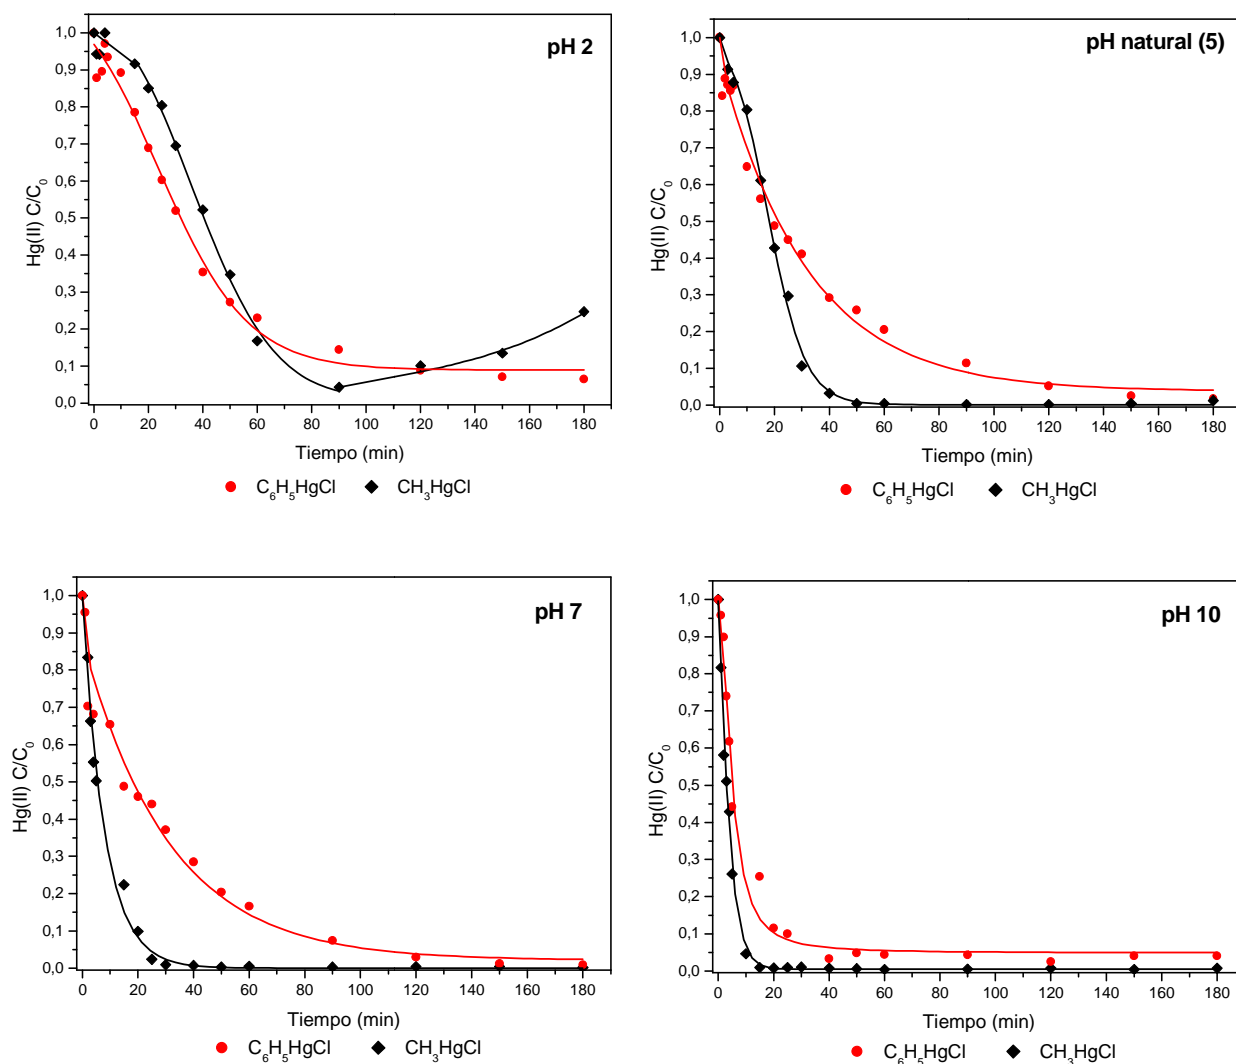 pH 2
1,0
0,9
0,8
0,7
0,6
0,5
0,4
0,3
0,2
0,1
0,0
Hg(II) C/C₀
0 20 40 60 80 100 120 140 160 180
Tiempo (min)
C₆H₅HgCl CH₃HgCl
pH natural (5)
1,0
0,9
0,8
0,7
0,6
0,5
0,4
0,3
0,2
0,1
0,0
Hg(II) C/C₀
0 20 40 60 80 100 120 140 160 180
Tiempo (min)
C₆H₅HgCl CH₃HgCl
pH 7
1,0
0,9
0,8
0,7
0,6
0,5
0,4
0,3
0,2
0,1
0,0
Hg(II) C/C₀
0 20 40 60 80 100 120 140 160 180
Tiempo (min)
C₆H₅HgCl CH₃HgCl
pH 10
1,0
0,9
0,8
0,7
0,6
0,5
0,4
0,3
0,2
0,1
0,0
Hg(II) C/C₀
0 20 40 60 80 100 120 140 160 180
Tiempo (min)
C₆H₅HgCl CH₃HgCl